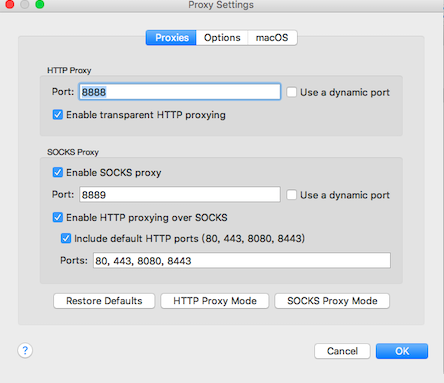 Proxy Settings
Proxies Options macOS
HTTP Proxy
Port: 8888 Use a dynamic port
Enable transparent HTTP proxying
SOCKS Proxy
Enable SOCKS proxy
Port: 8889 Use a dynamic port
Enable HTTP proxying over SOCKS
Include default HTTP ports (80, 443, 8080, 8443)
Ports: 80, 443, 8080, 8443
Restore Defaults HTTP Proxy Mode SOCKS Proxy Mode
? Cancel OK